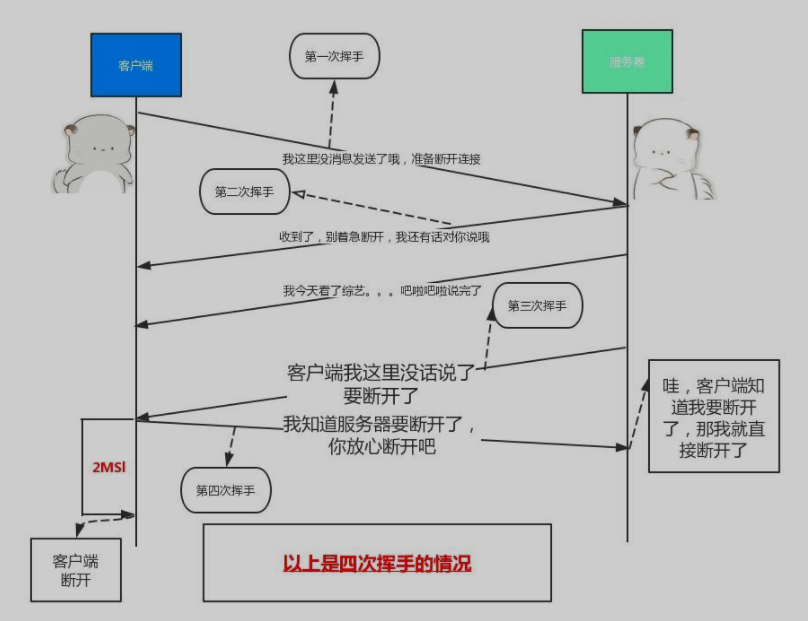 客户端
服务器
第一次挥手
我这里没消息发送了哦，准备断开连接
第二次挥手
收到了，别着急断开，我还有话对你说哦
我今天看了综艺。。。吧啦吧啦说完了
第三次挥手
客户端我这里没话说了
要断开了
哇，客户端知
道我要断开
了，那我就直
接断开了
我知道服务器要断开了，
你放心断开吧
2MSl
第四次挥手
客户端
断开
以上是四次挥手的情况